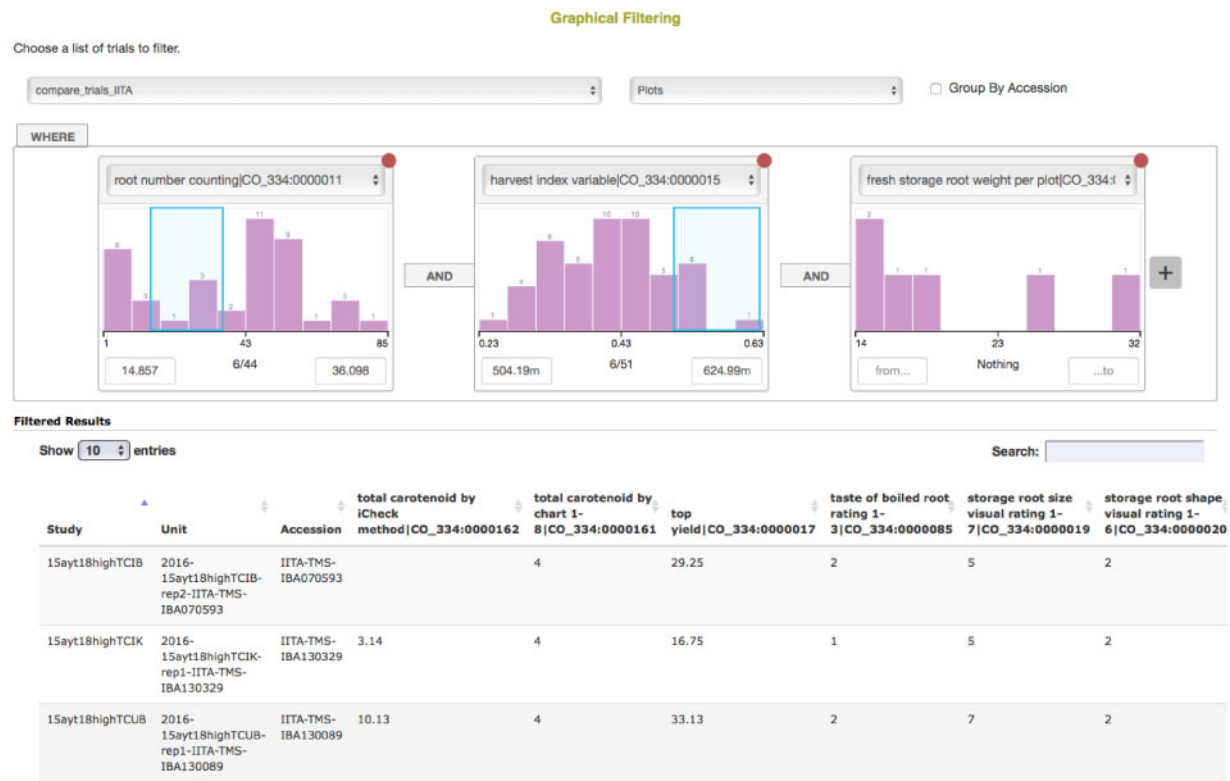 Graphical Filtering
Choose a list of trials to filter.
compare_trials_IITA
Plots
Group By Accession
WHERE
root number counting|CO_334:0000011
8
3
1
5
2
11
9
1
3
1
1
43
85
14.857
6/44
36.098
AND
harvest index variable|CO_334:0000015
1
4
8
5
10
10
5
6
1
0.23
0.43
0.63
504.19m
6/51
624.99m
AND
fresh storage root weight per plot|CO_334:(
2
1
1
1
1
14
23
32
from...
Nothing
...to
+
Filtered Results
Show 10 entries
Search:
Study
Unit
Accession
total carotenoid by
iCheck
method|CO_334:0000162
total carotenoid by
chart 1-
8|CO_334:0000161
top
yield|CO_334:0000017
taste of boiled root
rating 1-
3|CO_334:0000085
storage root size
visual rating 1-
7|CO_334:0000019
storage root shape
visual rating 1-
6|CO_334:0000020
15ayt18highTCIB
2016-
15ayt18highTCIB-
rep2-IITA-TMS-
IBA070593
IITA-TMS-
IBA070593
4
29.25
2
5
2
15ayt18highTCIK
2016-
15ayt18highTCIK-
rep1-IITA-TMS-
IBA130329
IITA-TMS-
IBA130329
3.14
4
16.75
1
5
2
15ayt18highTCUB
2016-
15ayt18highTCUB-
rep1-IITA-TMS-
IBA130089
IITA-TMS-
IBA130089
10.13
4
33.13
2
7
2